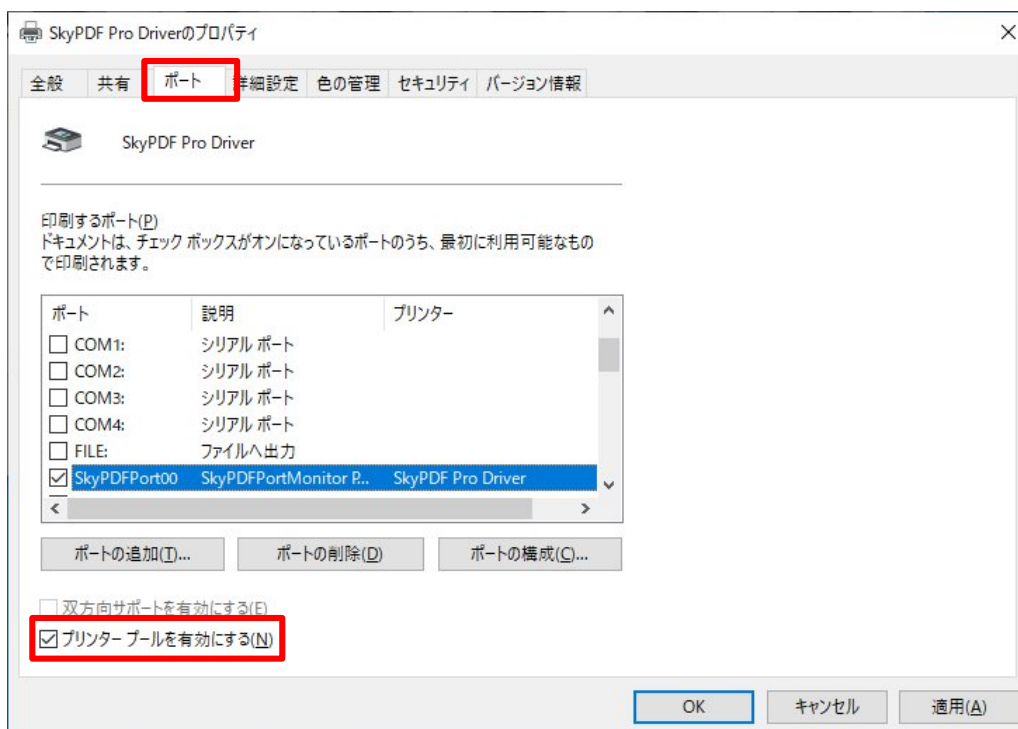 SkyPDF Pro Driverのプロパティ
全般 共有 ポート 詳細設定 色の管理 セキュリティ バージョン情報
SkyPDF Pro Driver
印刷するポート(P)
ドキュメントは、チェック ボックスがオンになっているポートのうち、最初に利用可能なもの
で印刷されます。
ポート 説明 プリンター
COM1: シリアル ポート
COM2: シリアル ポート
COM3: シリアル ポート
COM4: シリアル ポート
FILE: ファイルへ出力
SkyPDFPort00 SkyPDFPortMonitor P... SkyPDF Pro Driver
ポートの追加(T)... ポートの削除(D) ポートの構成(C)...
双方向サポートを有効にする(E)
プリンター プールを有効にする(N)
OK キャンセル 適用(A)